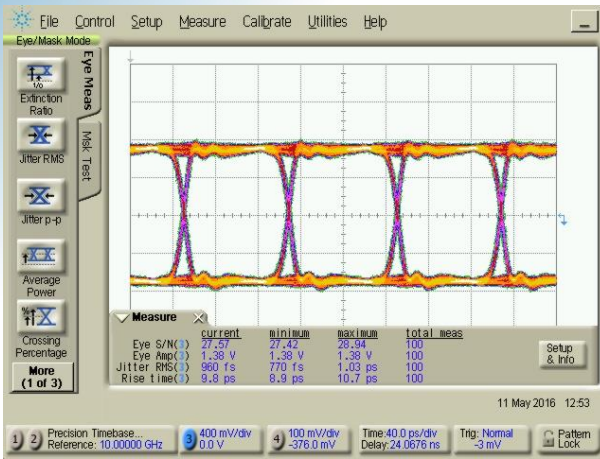 File Control Setup Measure Calibrate Utilities Help
Eye/Mask Mode
Extinction
Ratio
Jitter RMS
Jitter p-p
Average
Power
Crossing
Percentage
More
(1 of 3)
Eye Meas
Msk Test
Measure
current minimum maximum total meas
Eye S/N(3) 27.57 27.42 28.94 100
Eye Amp(3) 1.38 V 1.38 V 1.38 V 100
Jitter RMS(3) 960 fs 770 fs 1.03 ps 100
Rise time(3) 9.8 ps 8.9 ps 10.7 ps 100
Setup
& Info
11 May 2016 12:53
1 2 Precision Timebase...
Reference: 10.00000 GHz
3 400 mV/div
0.0 V
4 100 mV/div
-376.0 mV
Time:40.0 ps/div
Delay:24.0676 ns
Trig: Normal
-3 mV
Pattern
Lock